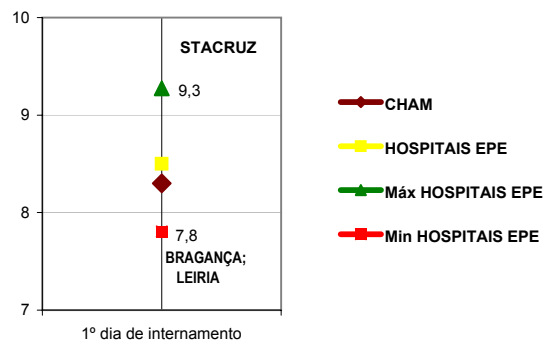 10
STACRUZ
9,3
9
8
7,8
BRAGANÇA;
LEIRIA
7
1º dia de internamento
CHAM
HOSPITAIS EPE
Máx HOSPITAIS EPE
Min HOSPITAIS EPE